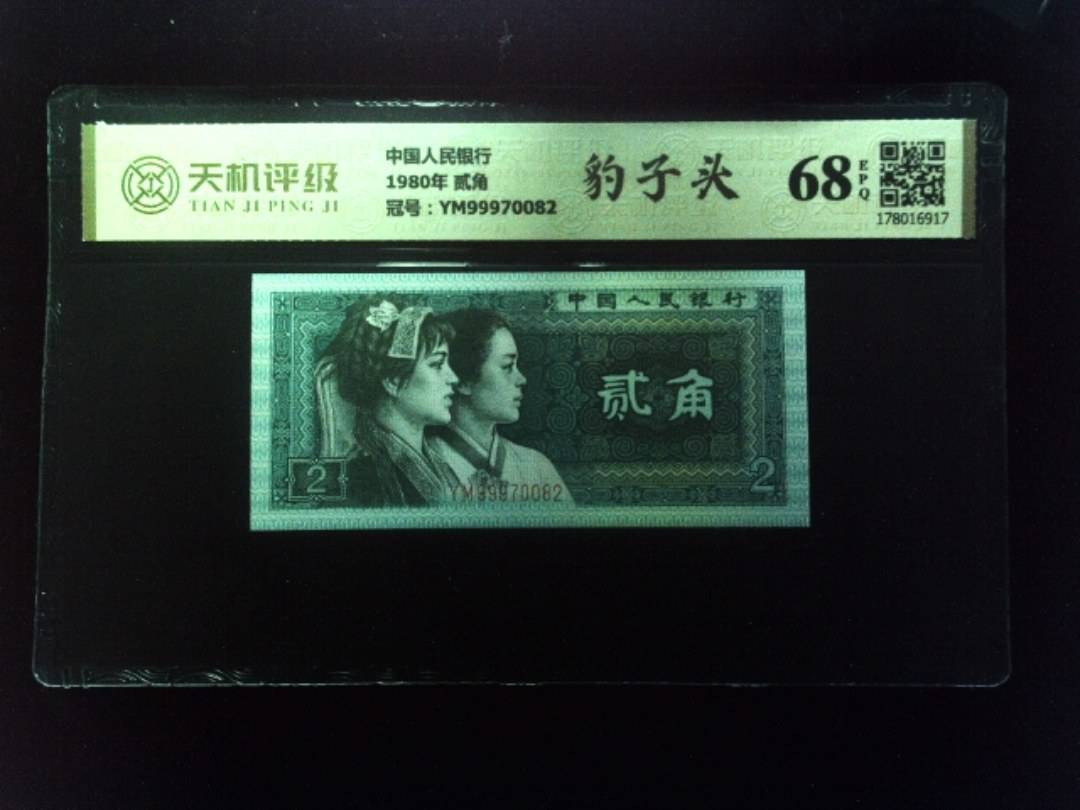 天机评级
TIAN JI PING JI
中国人民银行
1980年 贰角
冠号：YM99970082
豹子头
68
EPQ
178016917
中国人民银行
贰角
2
YM99970082
2